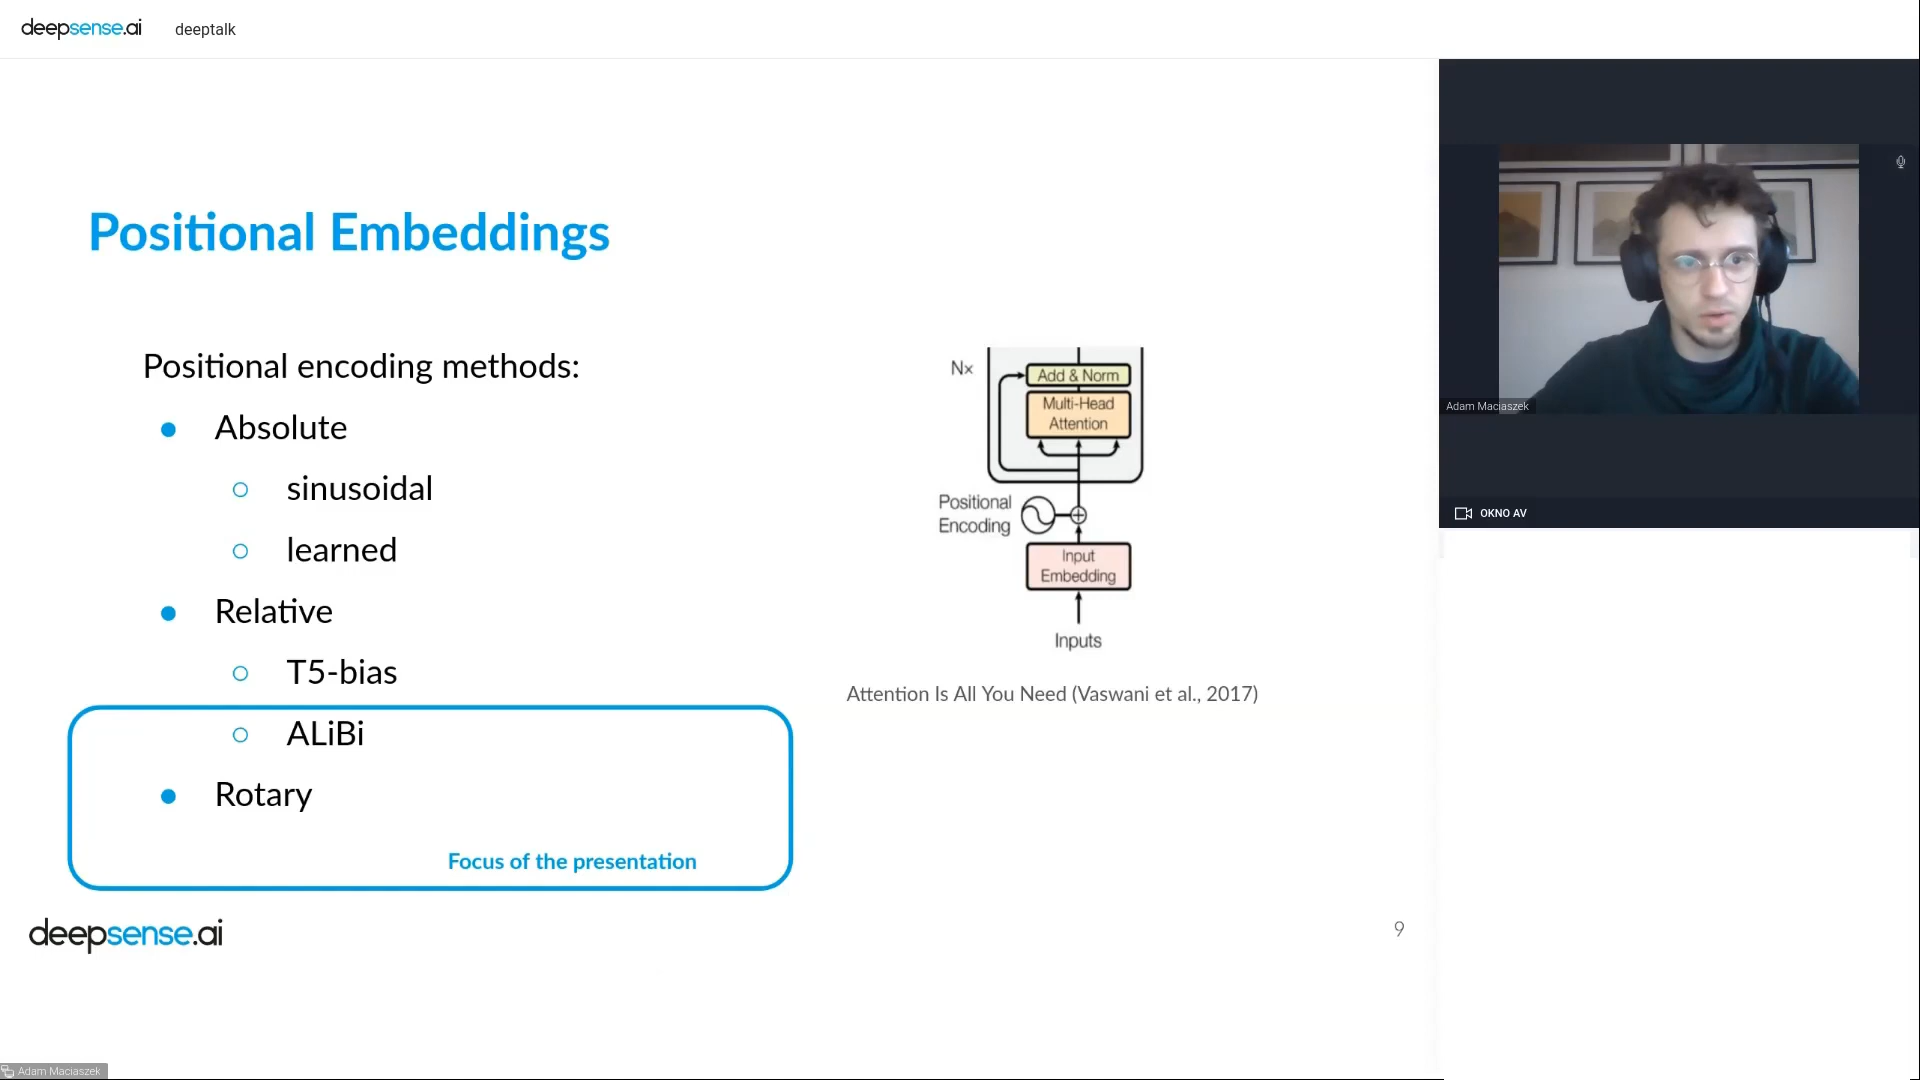 deepsense.ai deeptalk
Positional Embeddings
Positional encoding methods:
Absolute
sinusoidal
learned
Relative
T5-bias
ALiBi
Rotary
Focus of the presentation
Nx
Add & Norm
Multi-Head
Attention
Positional
Encoding
Input
Embedding
Inputs
Attention Is All You Need (Vaswani et al., 2017)
deepsense.ai
9
Adam Maciaszek
OKNO AV
Adam Maciaszek